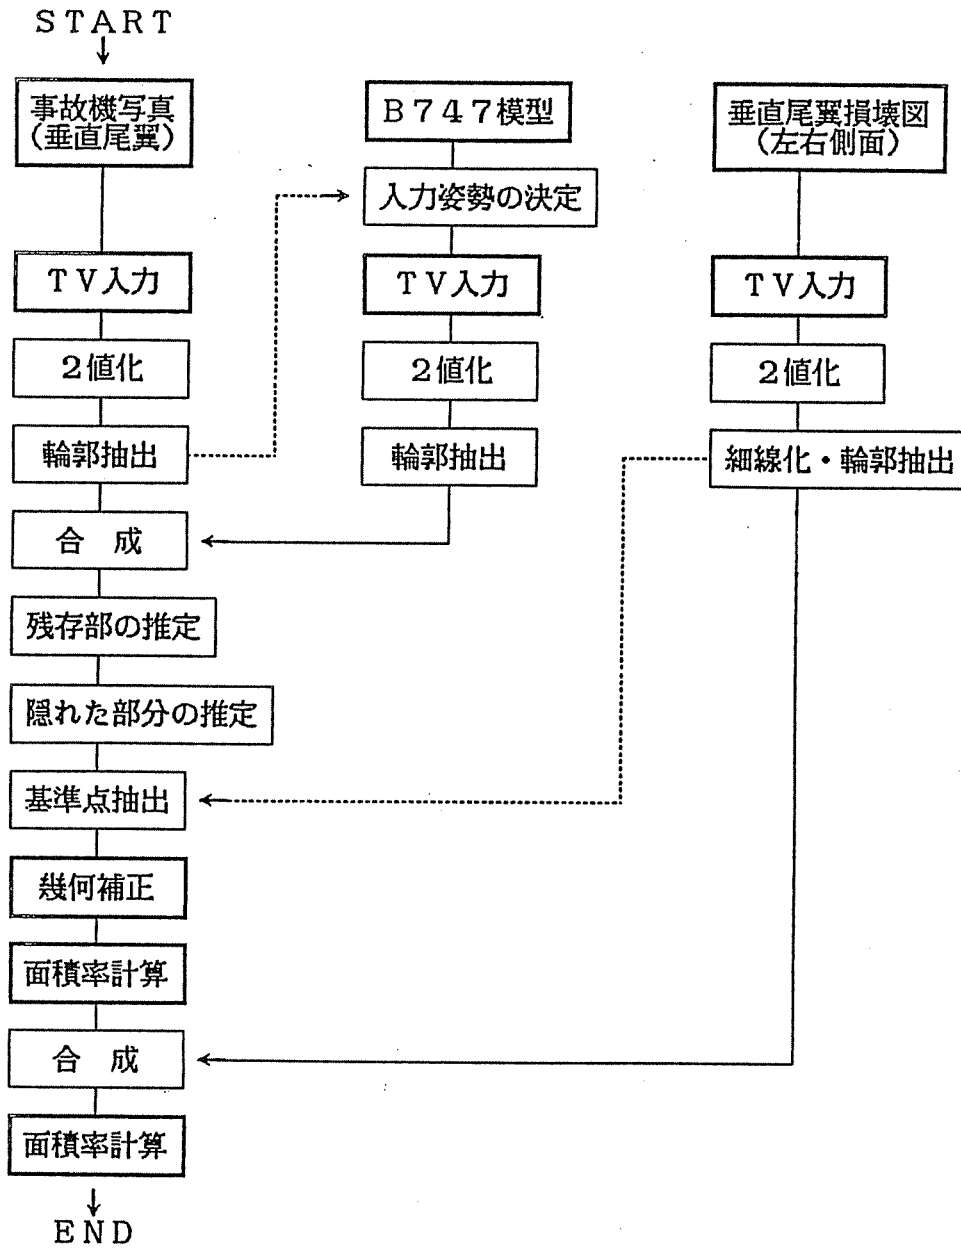 START
事故機写真
(垂直尾翼)
TV入力
2値化
輪郭抽出
合 成
残存部の推定
隠れた部分の推定
基準点抽出
幾何補正
面積率計算
合 成
面積率計算
END
B747模型
入力姿勢の決定
TV入力
2値化
輪郭抽出
垂直尾翼損壊図
(左右側面)
TV入力
2値化
細線化・輪郭抽出